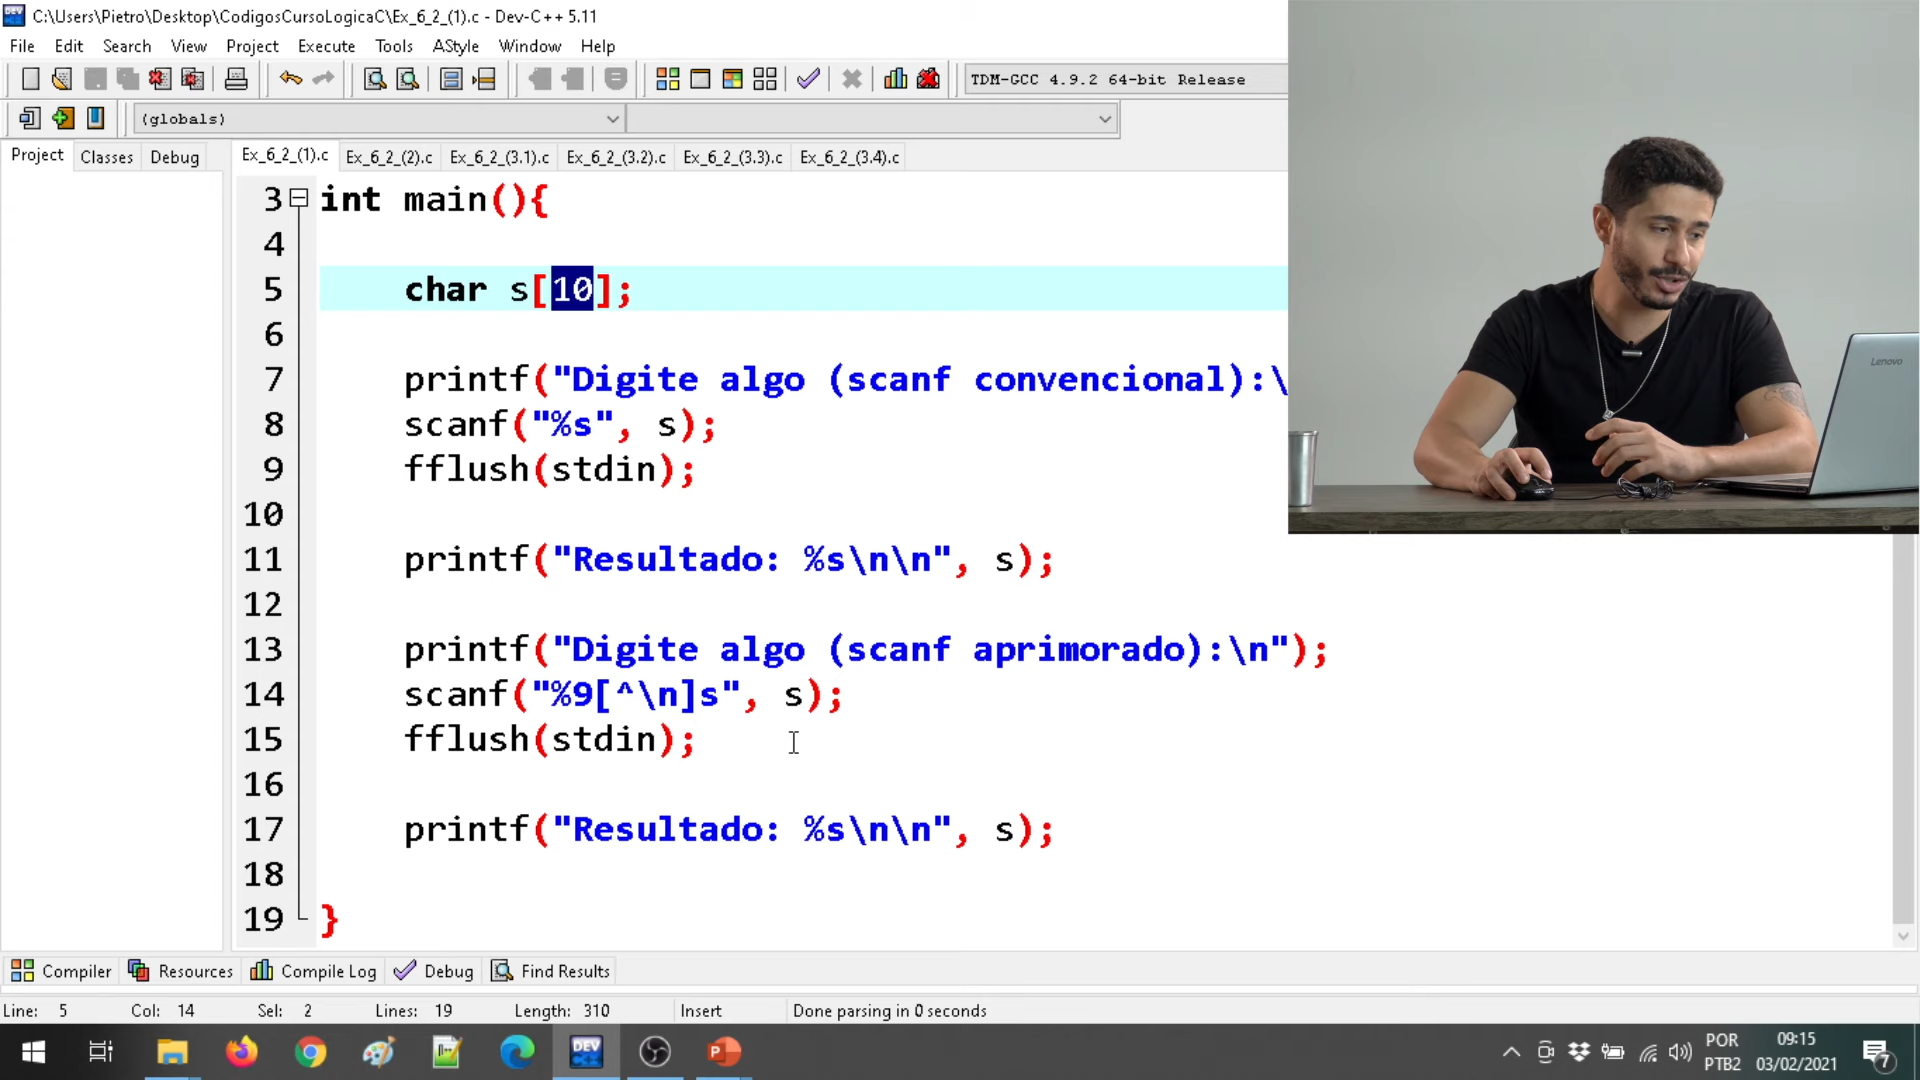 C:\Users\Pietro\Desktop\CodigosCursoLogicaC\Ex_6_2_(1).c - Dev-C++ 5.11
File Edit Search View Project Execute Tools AStyle Window Help
TDM-GCC 4.9.2 64-bit Release
(globals)
Project Classes Debug
Ex_6_2_(1).c Ex_6_2_(2).c Ex_6_2_(3.1).c Ex_6_2_(3.2).c Ex_6_2_(3.3).c Ex_6_2_(3.4).c
3 int main(){
4
5 char s[10];
6
7 printf("Digite algo (scanf convencional):\
8 scanf("%s", s);
9 fflush(stdin);
10
11 printf("Resultado: %s\n\n", s);
12
13 printf("Digite algo (scanf aprimorado):\n");
14 scanf("%9[^\n]s", s);
15 fflush(stdin);
16
17 printf("Resultado: %s\n\n", s);
18
19 }
Lenovo
Compiler Resources Compile Log Debug Find Results
Line: 5 Col: 14 Sel: 2 Lines: 19 Length: 310 Insert Done parsing in 0 seconds
DEV
C++
P
POR
PTB2
09:15
03/02/2021
7